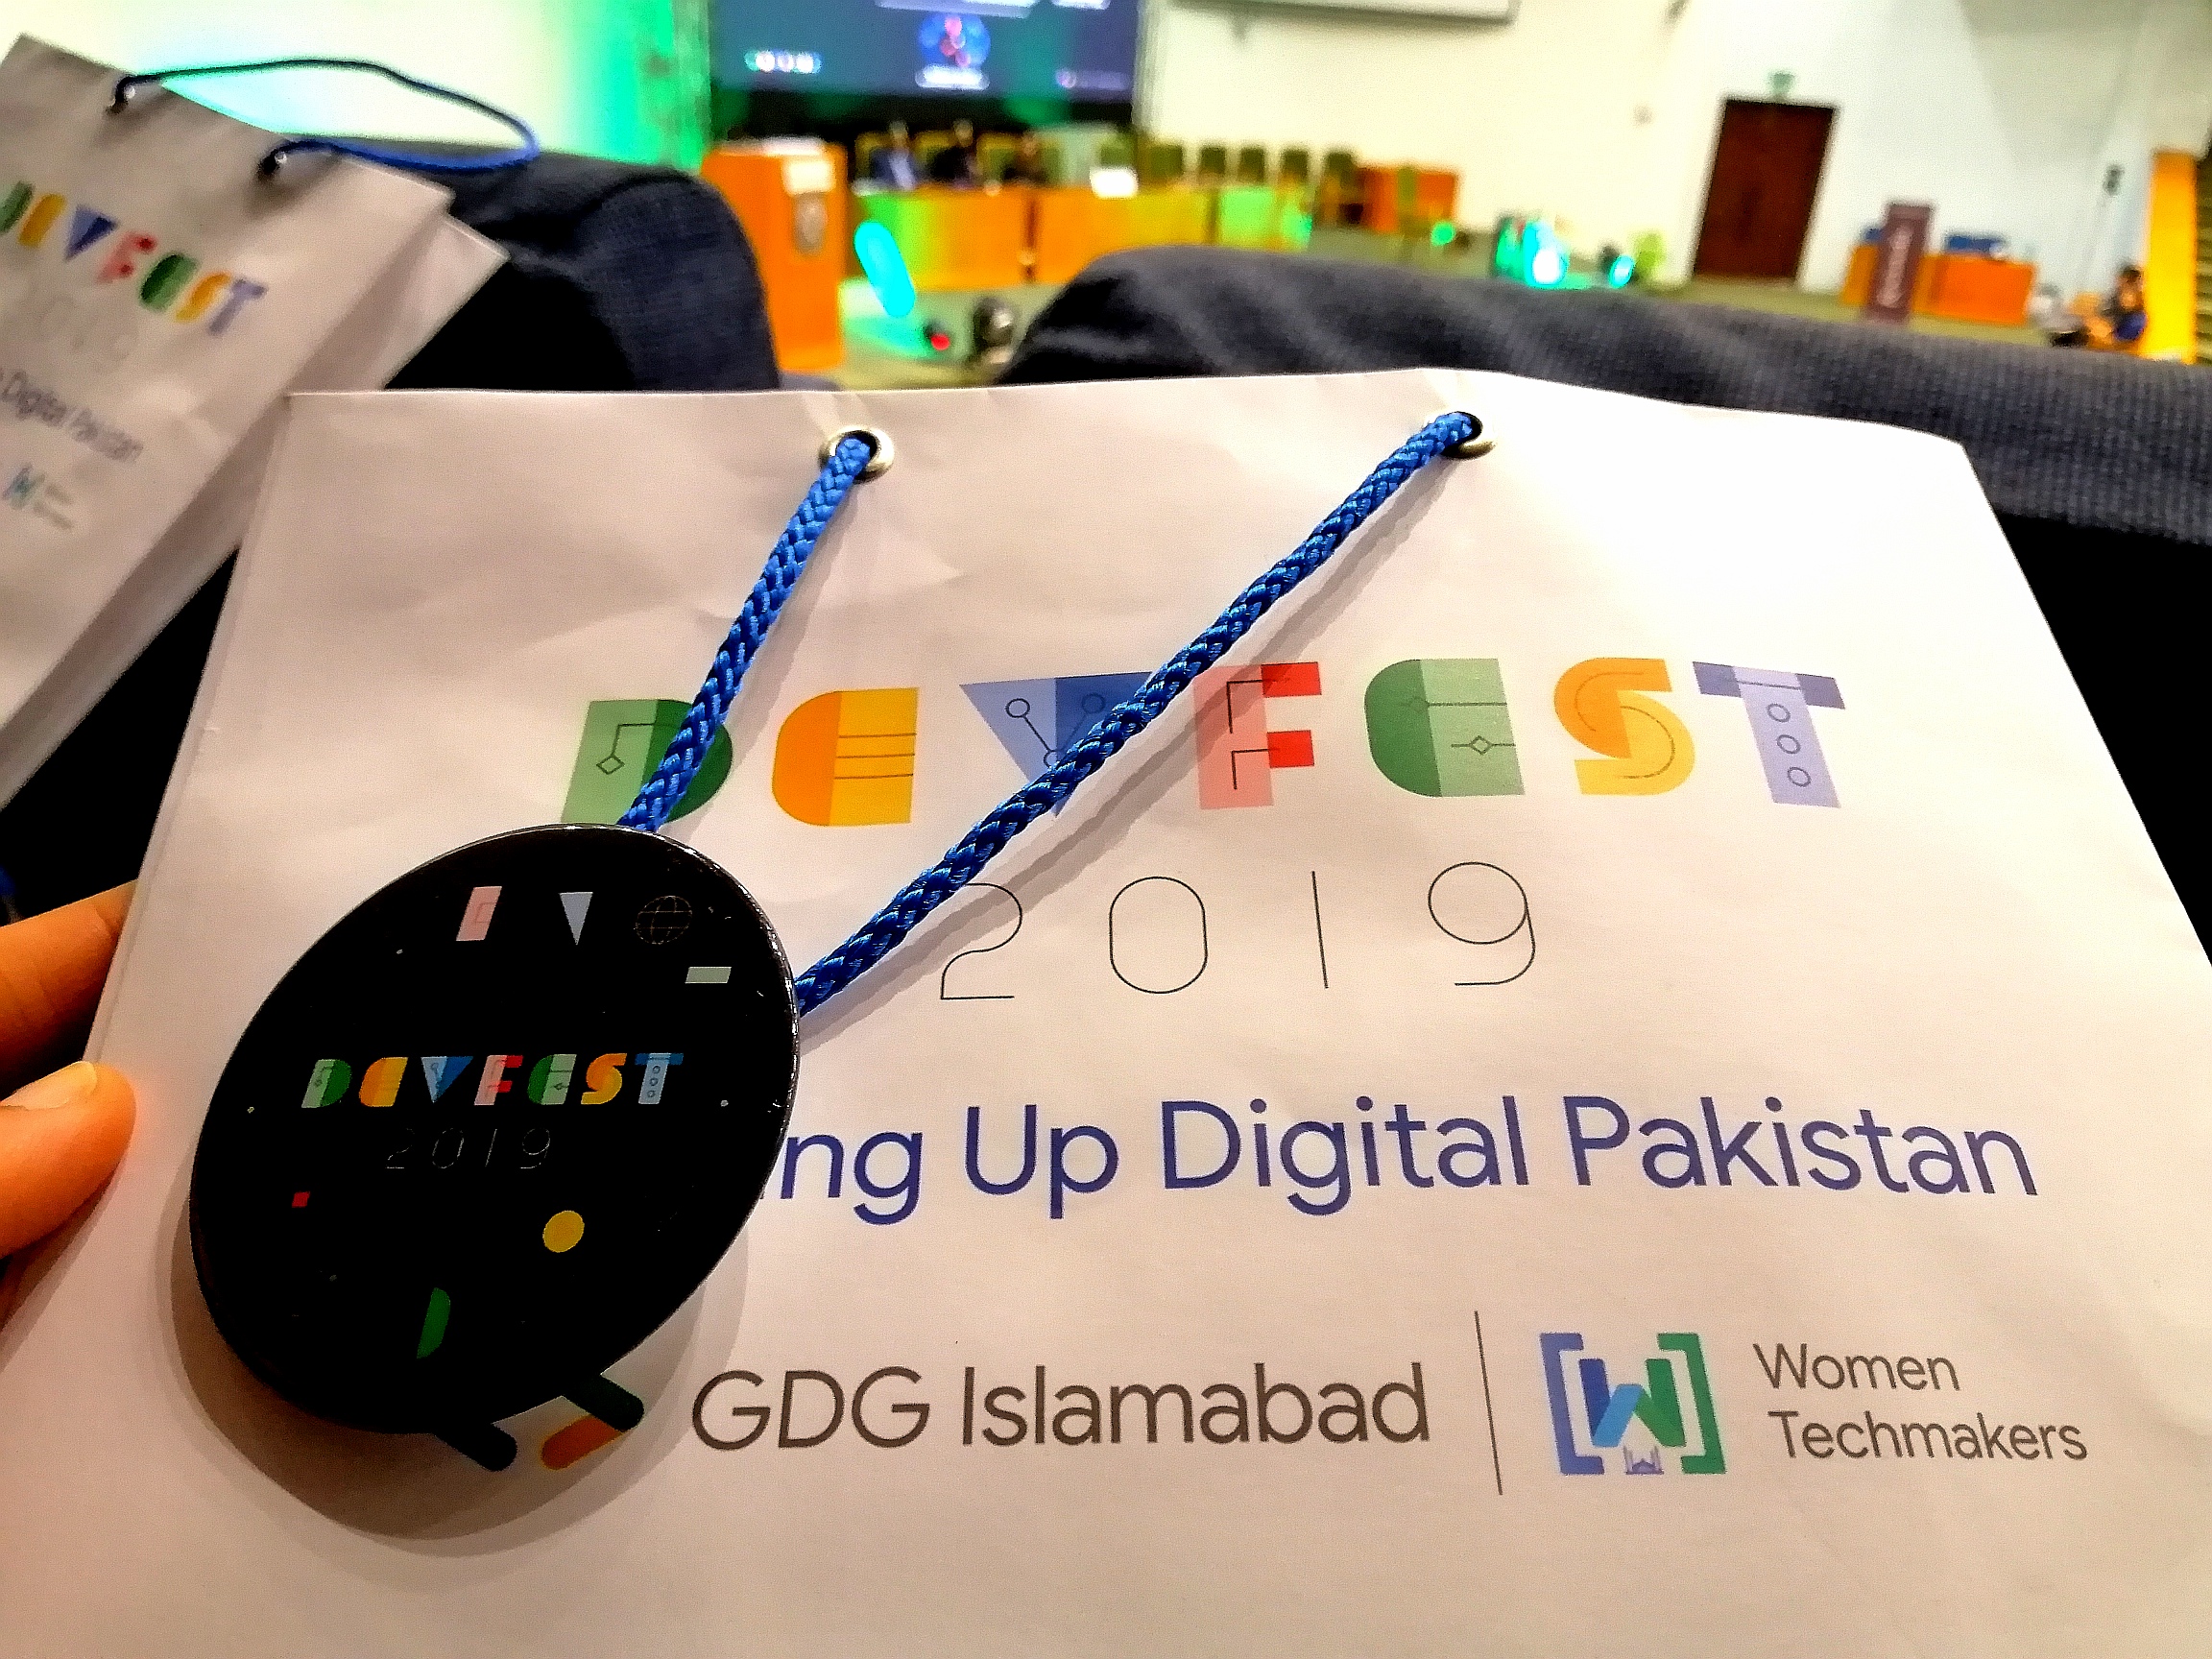 DEVFEST
2019
Digital Pakistan
DEVFEST
2019
ng Up Digital Pakistan
GDG Islamabad
Women
Techmakers
DEVFEST
2019